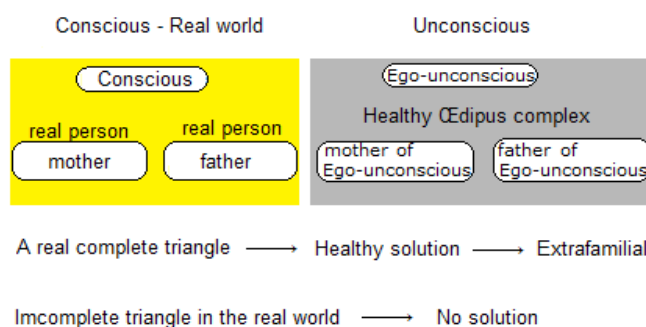 Conscious - Real world Unconscious
Conscious Ego-unconscious
Healthy Œdipus complex
real person real person
mother father mother of Ego-unconscious father of Ego-unconscious
A real complete triangle ⟶ Healthy solution ⟶ Extrafamilial
Imcomplete triangle in the real world ⟶ No solution